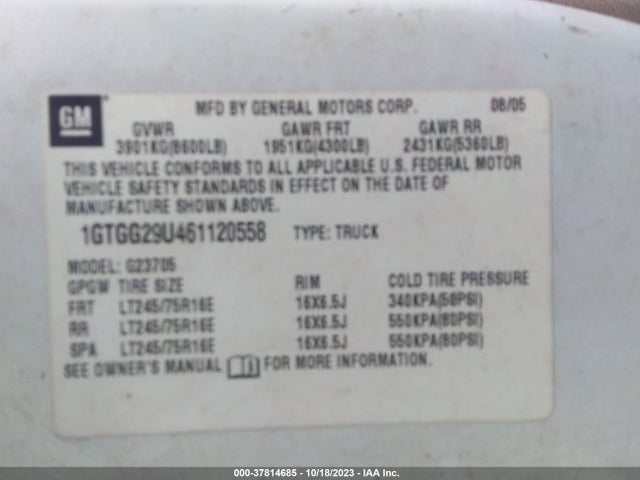 GM
MFD BY GENERAL MOTORS CORP. 08/05
GVWR GAWR FRT GAWR RR
3901KG(8600LB) 1951KG(4300LB) 2431KG(5360LB)
THIS VEHICLE CONFORMS TO ALL APPLICABLE U.S. FEDERAL MOTOR
VEHICLE SAFETY STANDARDS IN EFFECT ON THE DATE OF
MANUFACTURE SHOWN ABOVE.
1GTGG29U461120558 TYPE: TRUCK
MODEL: G23705
GPGW TIRE SIZE RIM COLD TIRE PRESSURE
FRT LT245/75R16E 16X6.5J 340KPA(50PSI)
RR LT245/75R16E 16X6.5J 550KPA(80PSI)
SPA LT245/75R16E 16X6.5J 550KPA(80PSI)
SEE OWNER'S MANUAL FOR MORE INFORMATION.
000-37814685 - 10/18/2023 - IAA Inc.